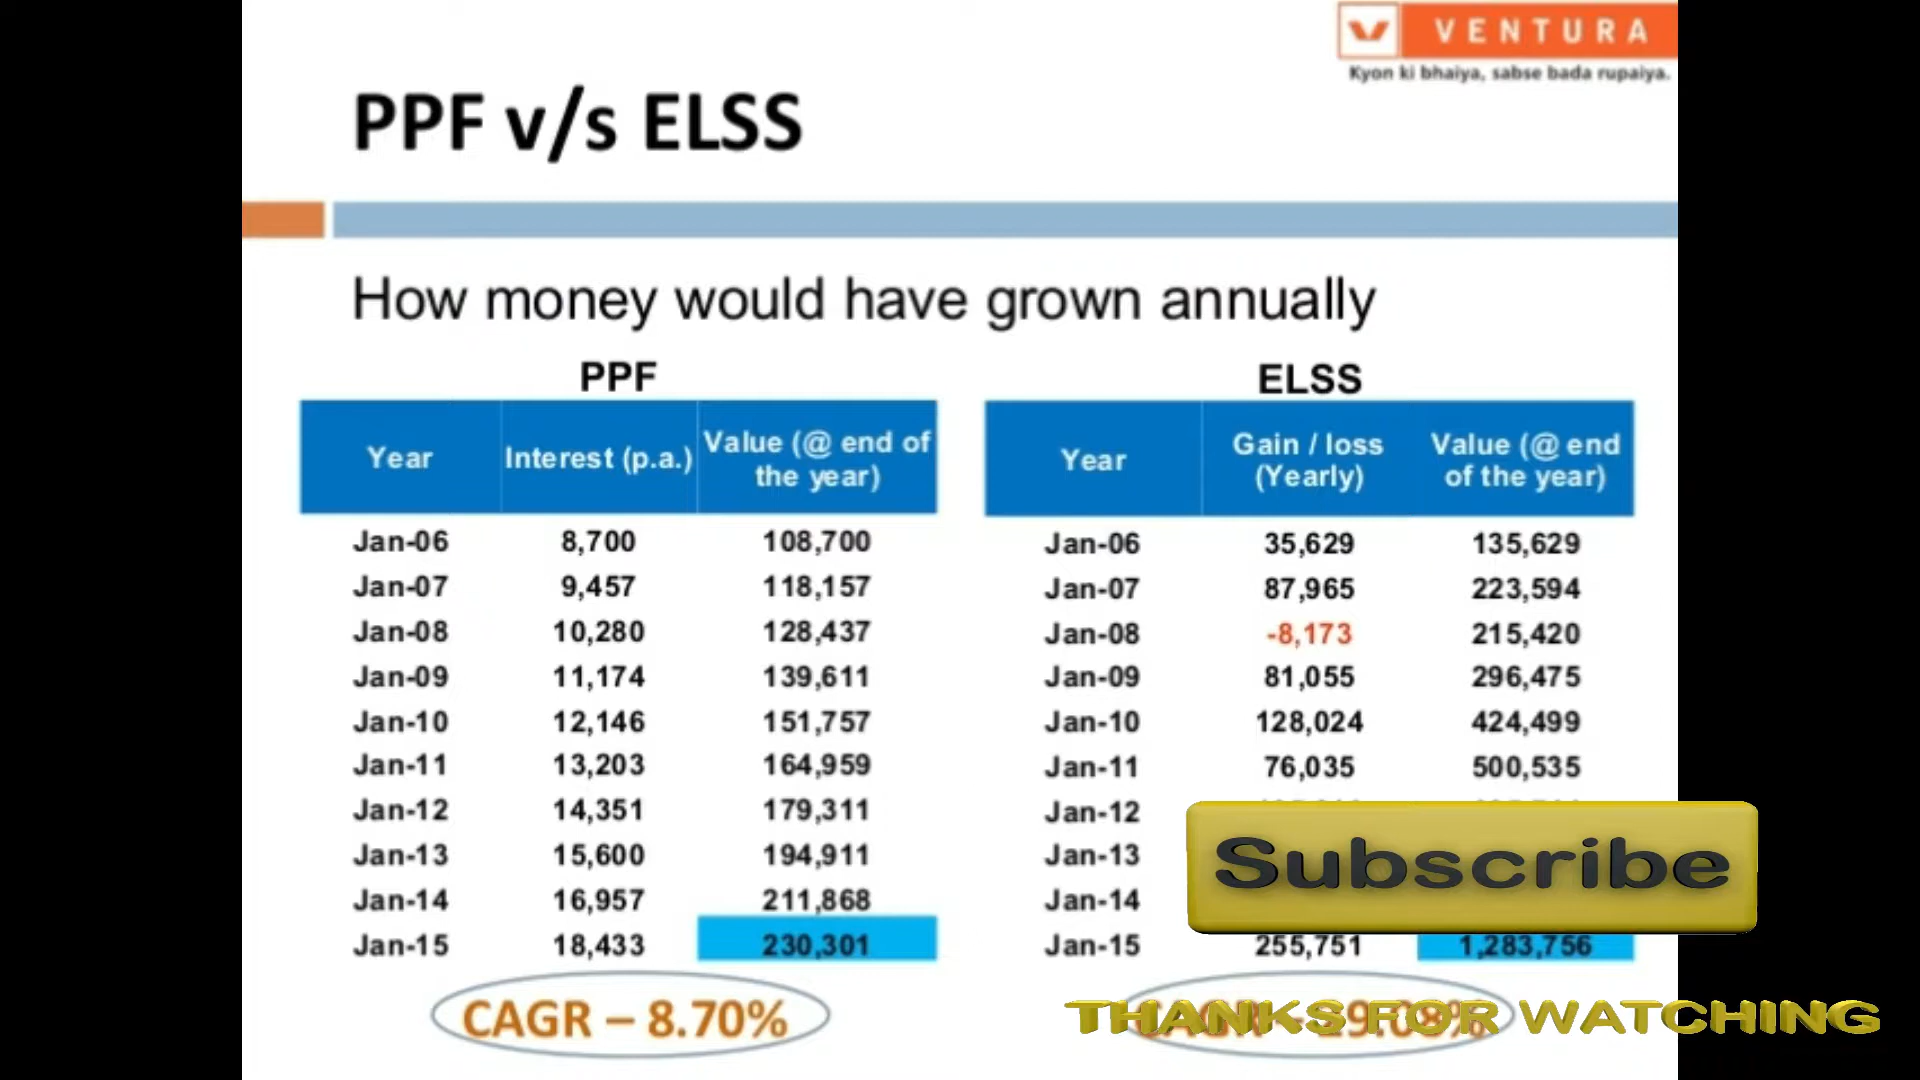 VENTURA
Kyon ki bhaiya, sabse bada rupaiya.
PPF v/s ELSS
How money would have grown annually
PPF
Year Interest (p.a.) Value (@ end of the year)
Jan-06 8,700 108,700
Jan-07 9,457 118,157
Jan-08 10,280 128,437
Jan-09 11,174 139,611
Jan-10 12,146 151,757
Jan-11 13,203 164,959
Jan-12 14,351 179,311
Jan-13 15,600 194,911
Jan-14 16,957 211,868
Jan-15 18,433 230,301
CAGR – 8.70%
ELSS
Year Gain / loss (Yearly) Value (@ end of the year)
Jan-06 35,629 135,629
Jan-07 87,965 223,594
Jan-08 -8,173 215,420
Jan-09 81,055 296,475
Jan-10 128,024 424,499
Jan-11 76,035 500,535
Jan-12
Jan-13
Jan-14
Jan-15 255,751 1,283,756
Subscribe
THANKS FOR WATCHING